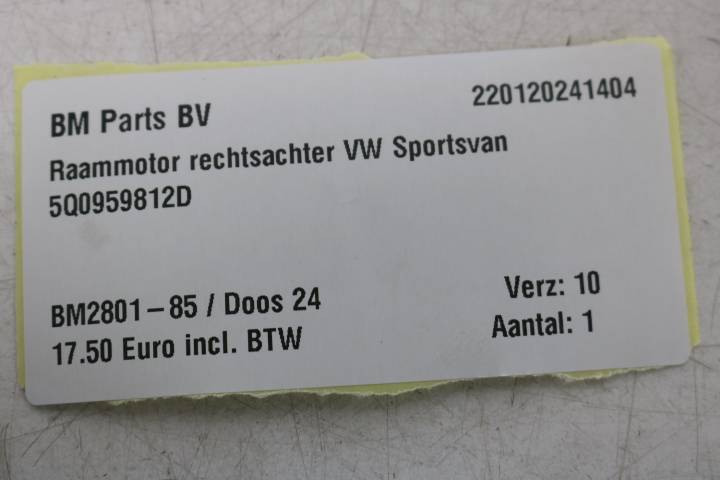 BM Parts BV 220120241404
Raammotor rechtsachter VW Sportsvan
5Q0959812D
BM2801-85 / Doos 24 Verz: 10
17.50 Euro incl. BTW Aantal: 1